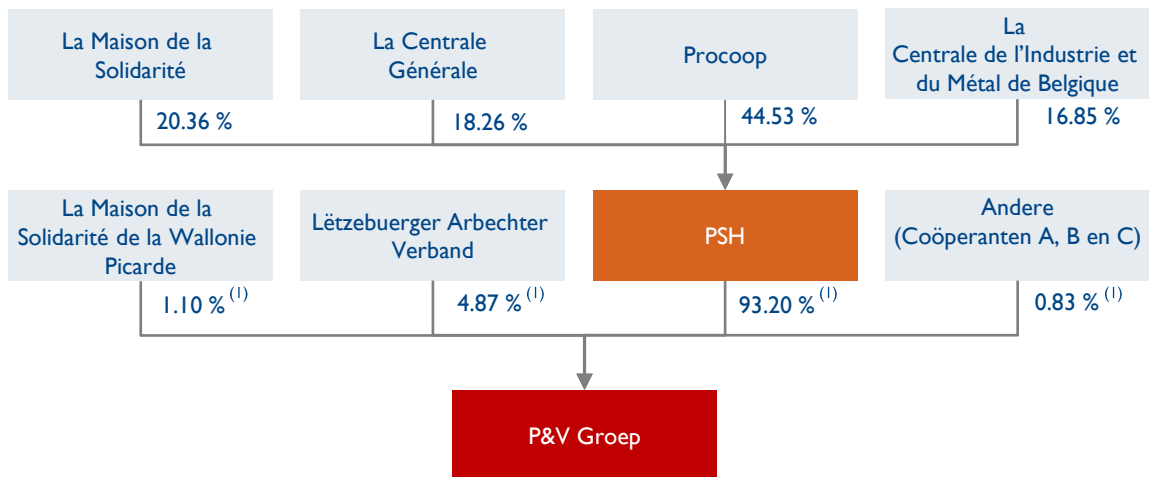 La Maison de la
Solidarité
La Centrale
Générale
Procoop
La
Centrale de l’Industrie et
du Métal de Belgique
20.36 %
18.26 %
44.53 %
16.85 %
La Maison de la
Solidarité de la Wallonie
Picarde
Lëtzebuerger Arbechter
Verband
PSH
Andere
(Coöperanten A, B en C)
1.10 % (1)
4.87 % (1)
93.20 % (1)
0.83 % (1)
P&V Groep